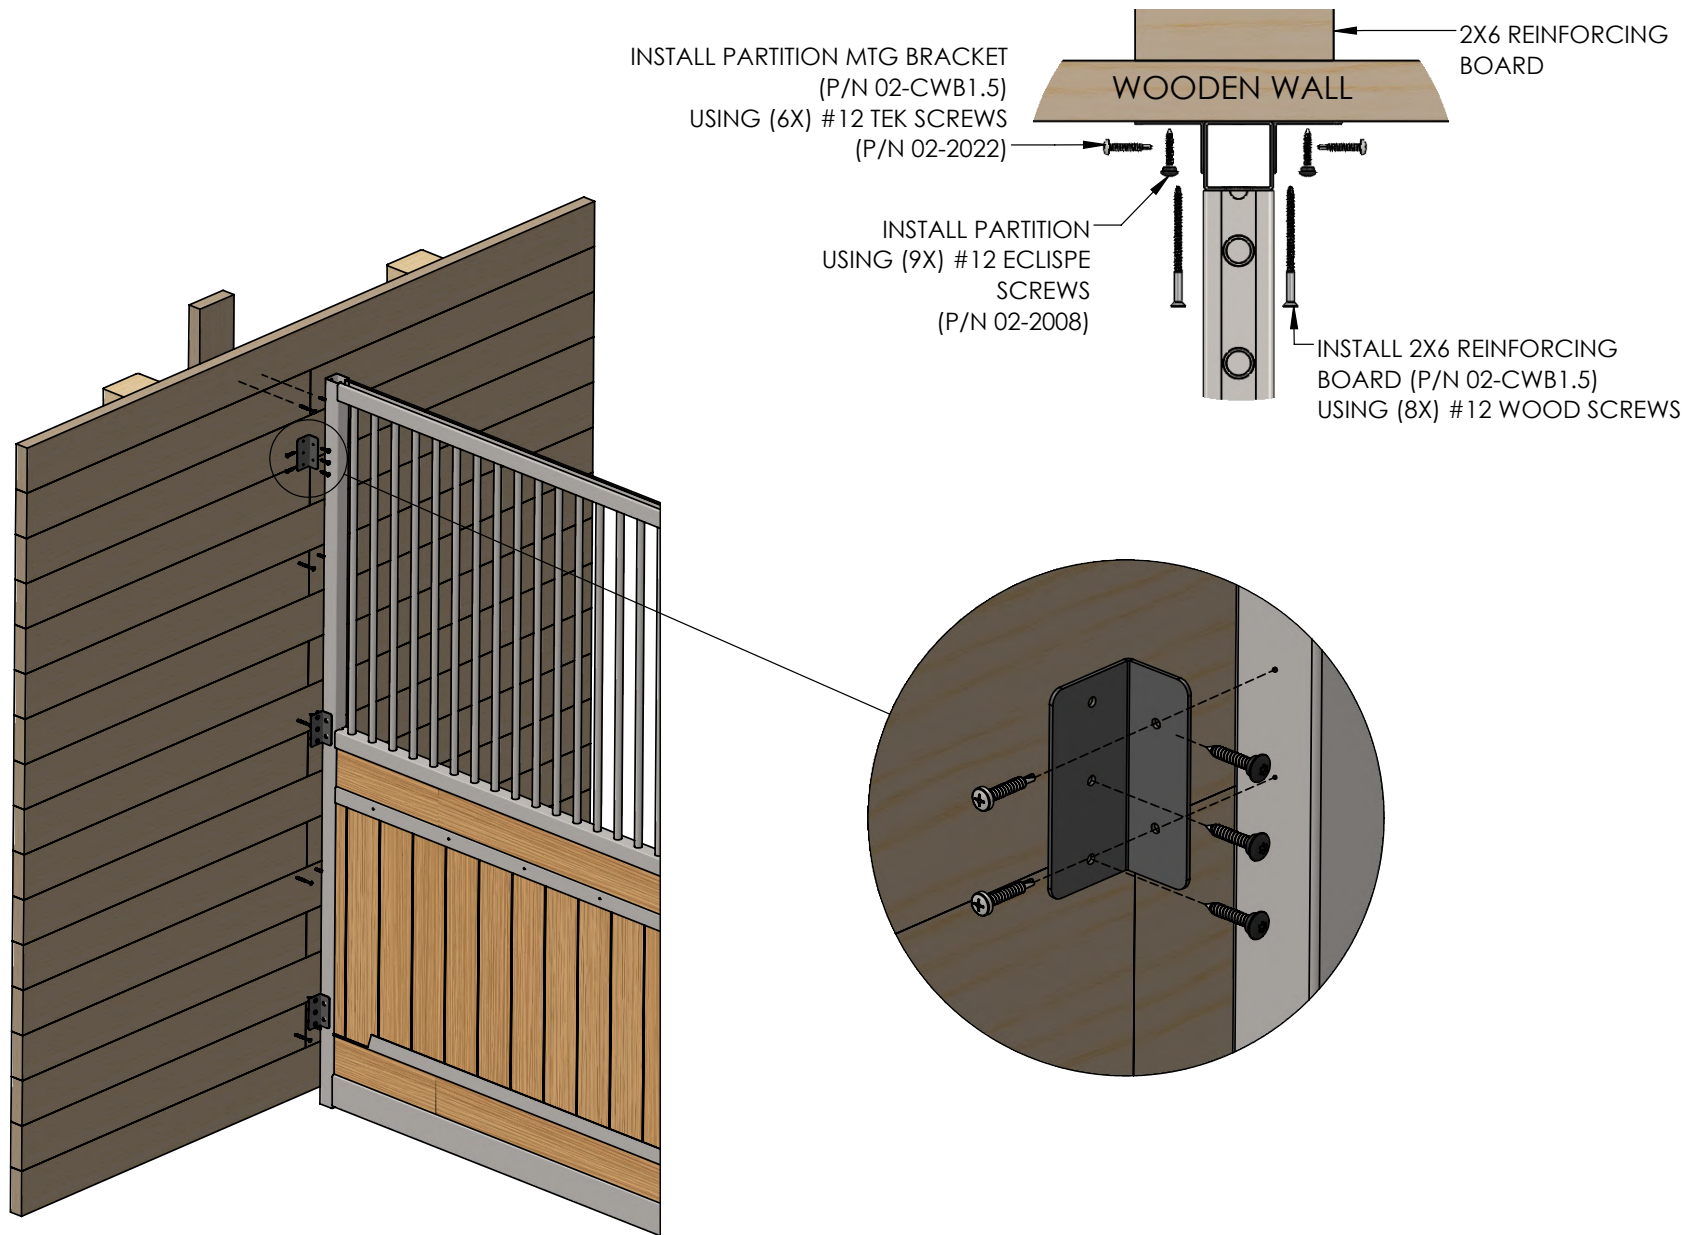 INSTALL PARTITION MTG BRACKET
(P/N 02-CWB1.5)
USING (6X) #12 TEK SCREWS
(P/N 02-2022)
2X6 REINFORCING
BOARD
WOODEN WALL
INSTALL PARTITION
USING (9X) #12 ECLISPE
SCREWS
(P/N 02-2008)
INSTALL 2X6 REINFORCING
BOARD (P/N 02-CWB1.5)
USING (8X) #12 WOOD SCREWS